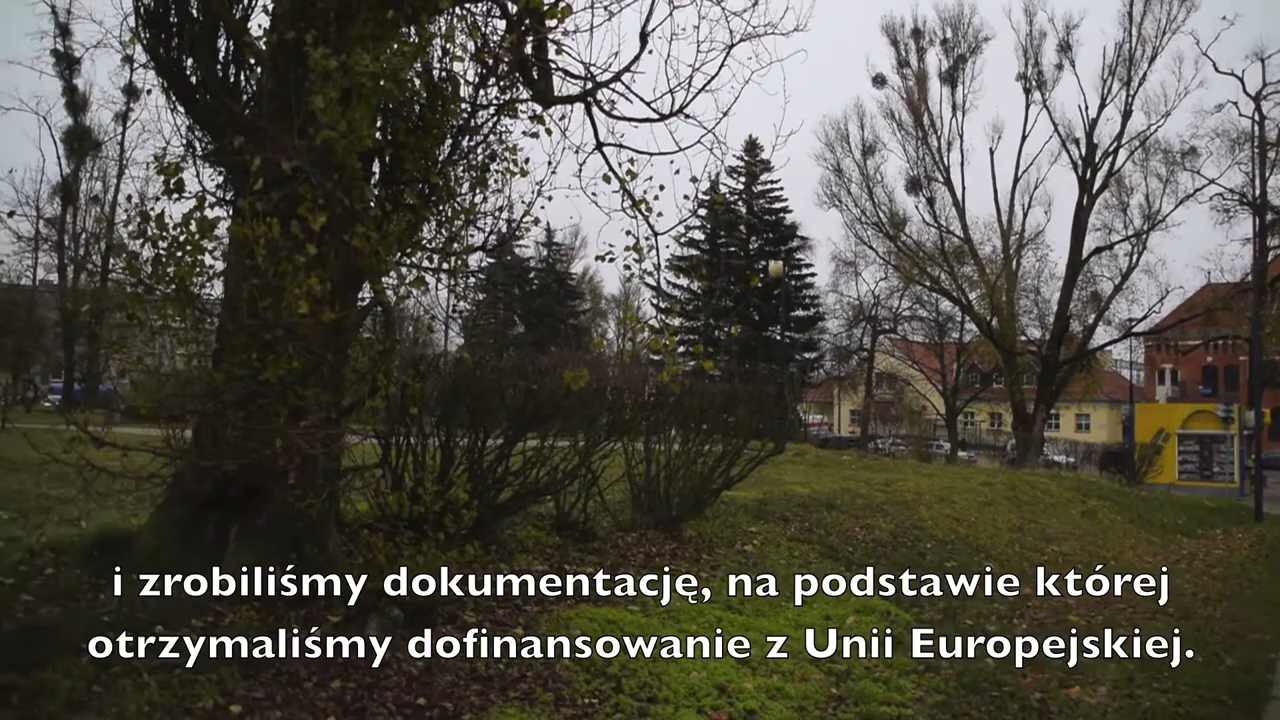 i zrobiliśmy dokumentację, na podstawie której
otrzymaliśmy dofinansowanie z Unii Europejskiej.